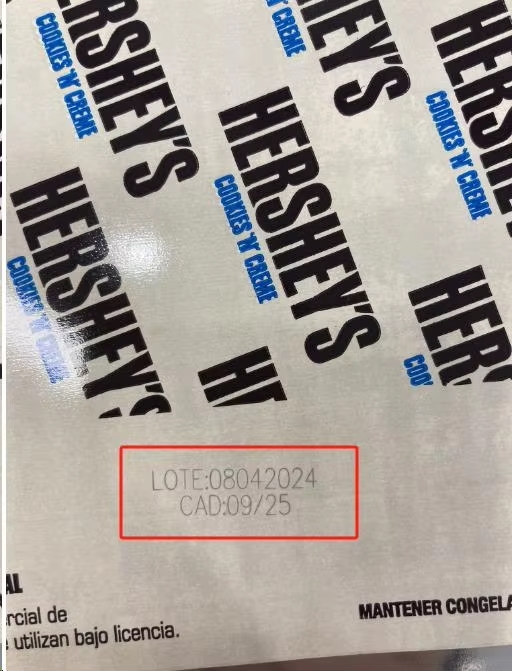 HERSHEY'S
COOKIES 'N' CREME
HERSHEY'S
COOKIES 'N' CREME
HERSHEY'S
COOKIES 'N' CREME
HERSHEY'S
COOKIES 'N' CREME
LOTE:08042024
CAD:09/25
utilizan bajo licencia.
MANTENER